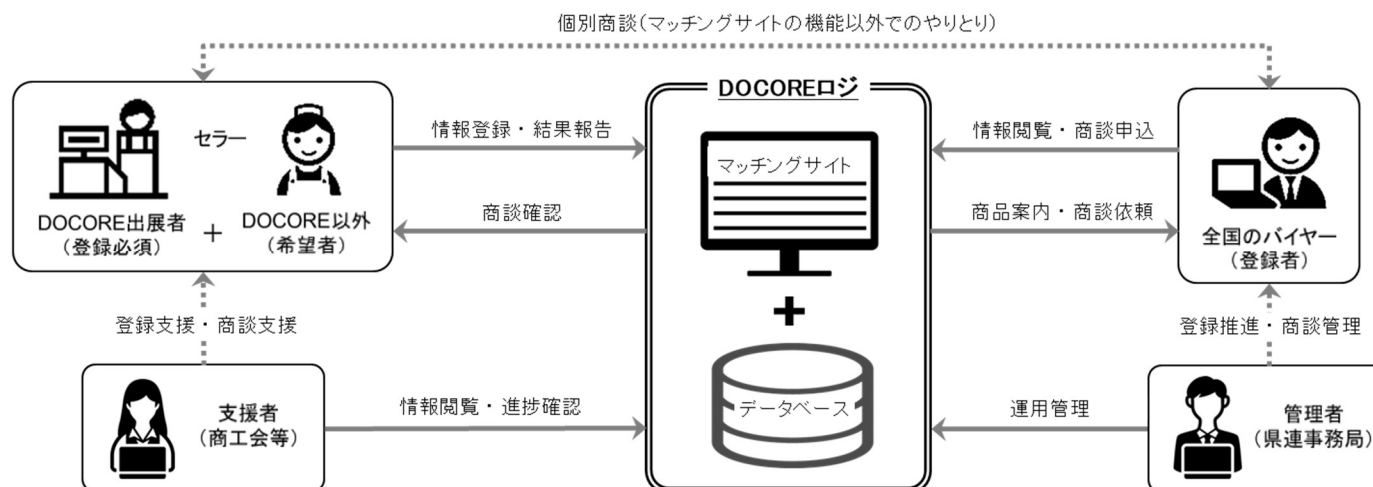 個別商談(マッチングサイトの機能以外でのやりとり)
DOCOREロジ
セラー
DOCORE出展者
(登録必須)
+
DOCORE以外
(希望者)
情報登録・結果報告
商談確認
マッチングサイト
+
データベース
情報閲覧・商談申込
商品案内・商談依頼
全国のバイヤー
(登録者)
登録支援・商談支援
登録推進・商談管理
支援者
(商工会等)
情報閲覧・進捗確認
運用管理
管理者
(県連事務局)